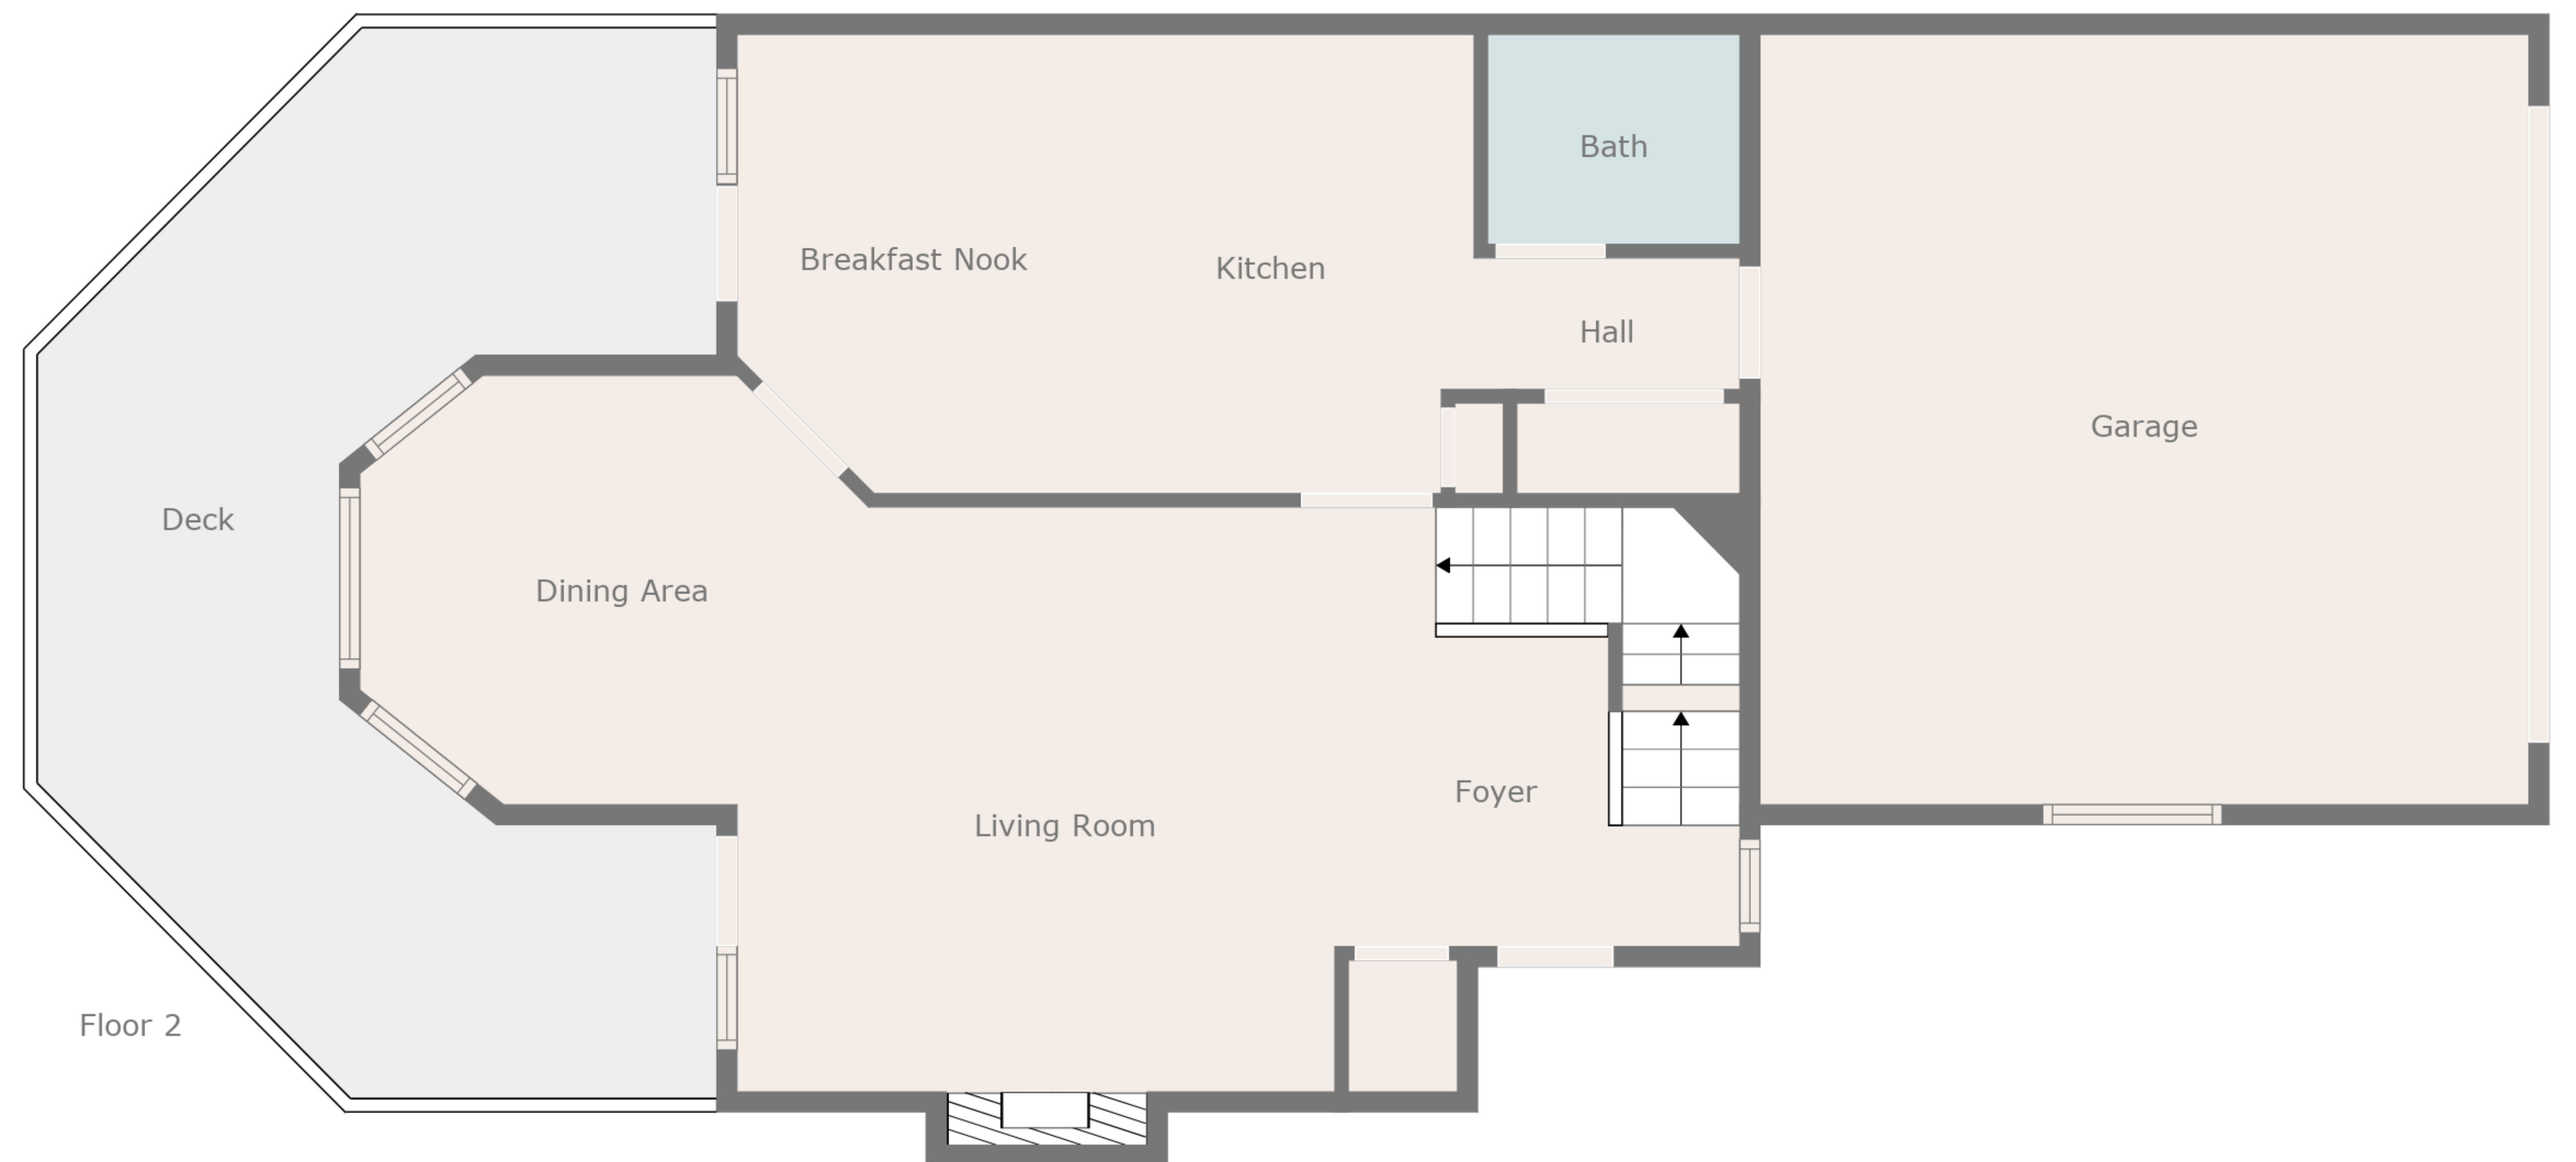 Bath
Breakfast Nook
Kitchen
Hall
Garage
Deck
Dining Area
Foyer
Living Room
Floor 2